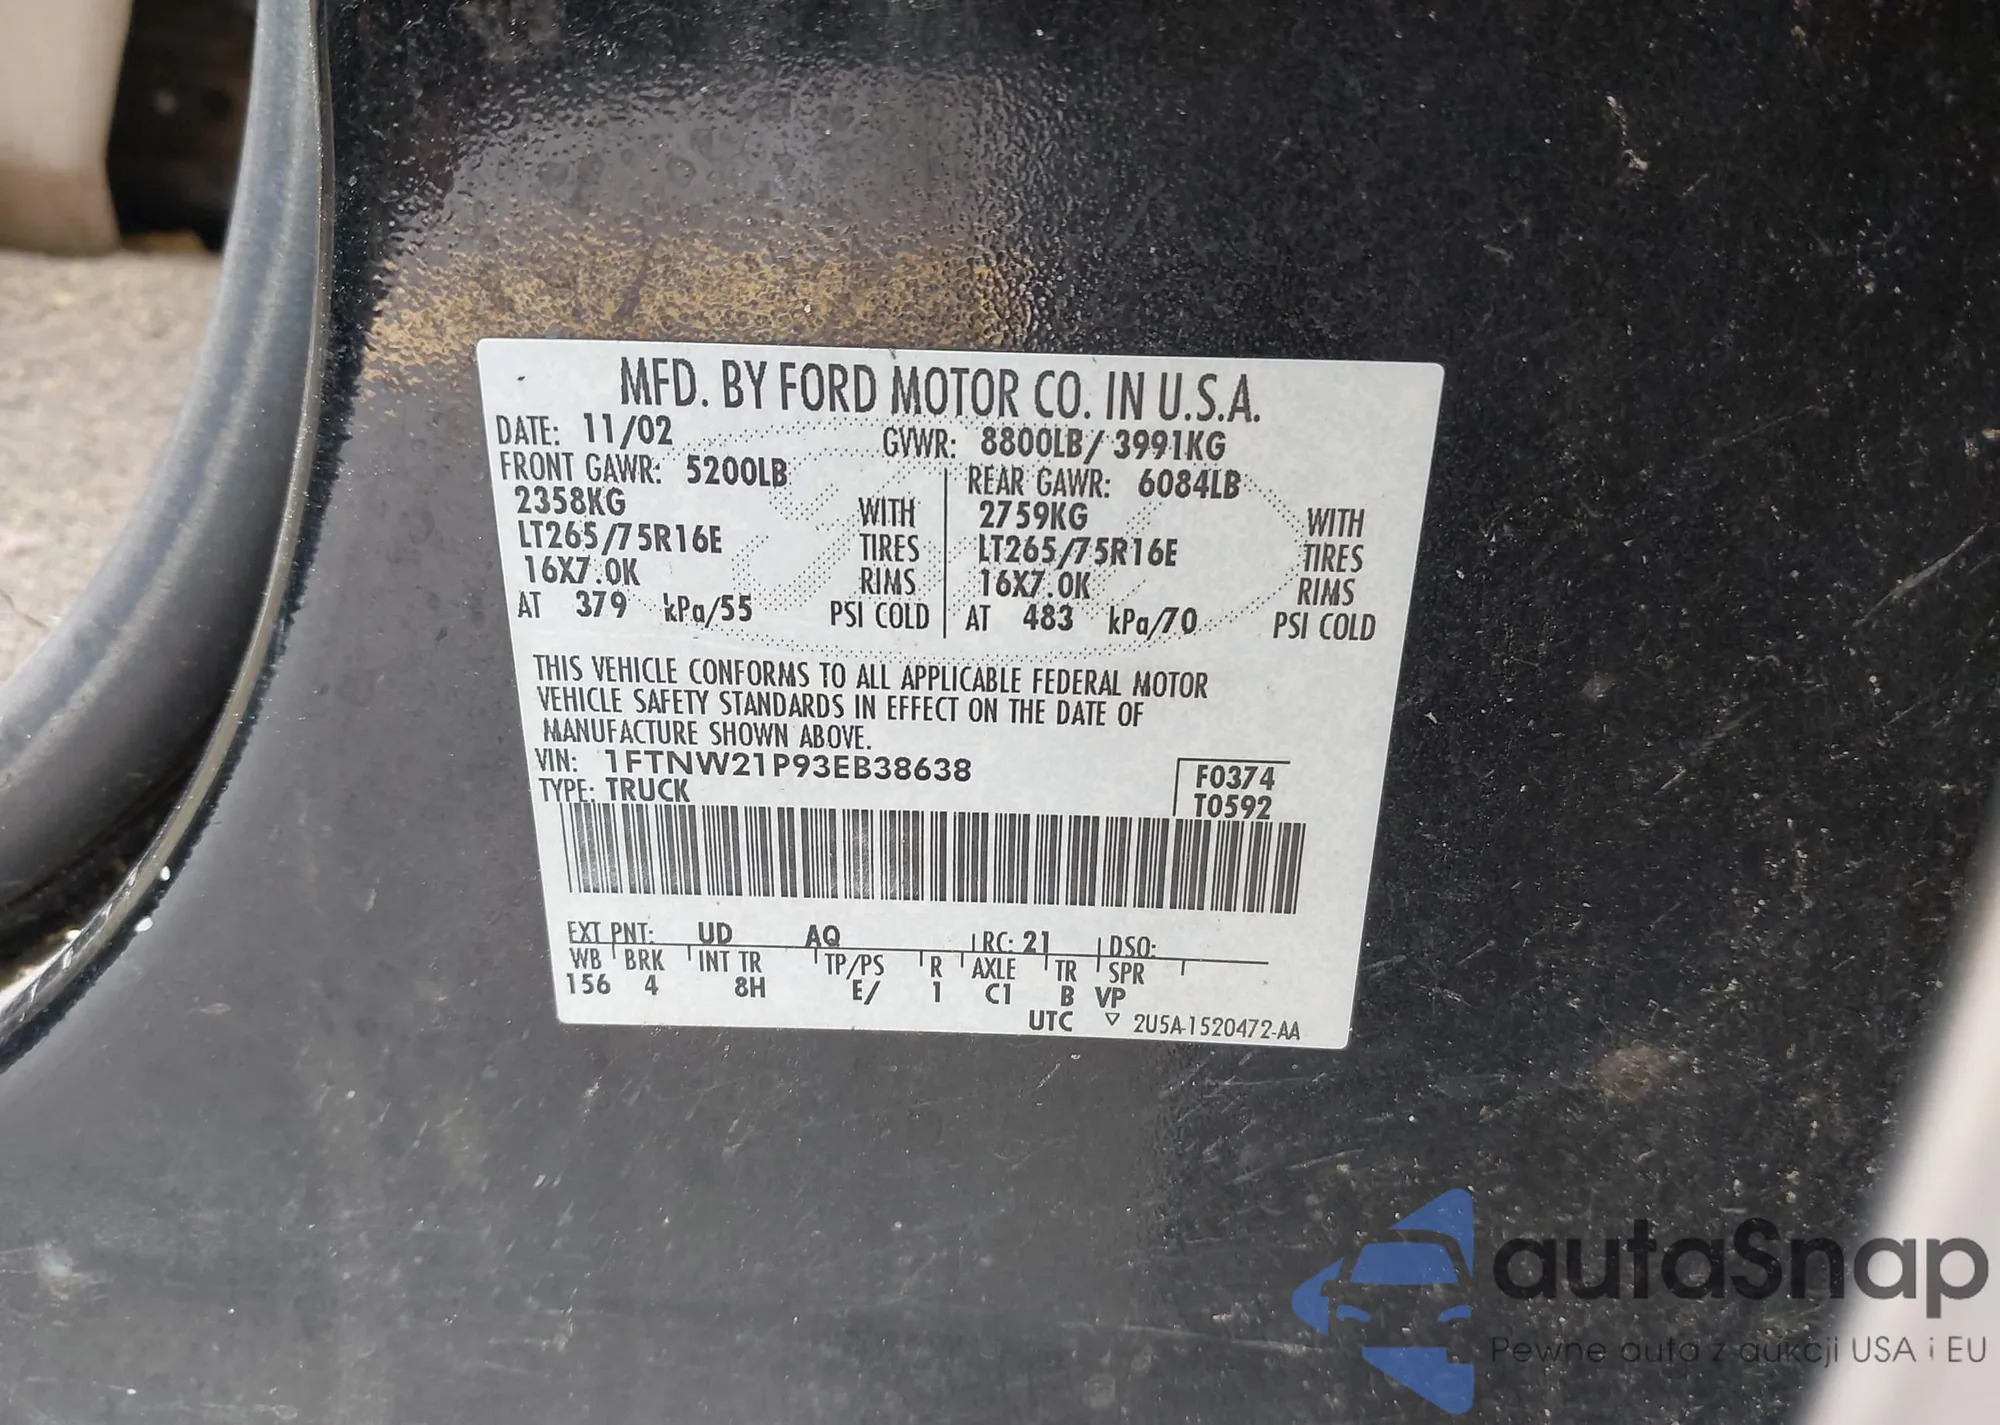 MFD. BY FORD MOTOR CO. IN U.S.A.
DATE: 11/02 GVWR: 8800LB/ 3991KG
FRONT GAWR: 5200LB REAR GAWR: 6084LB
2358KG WITH 2759KG WITH
LT265/75R16E TIRES LT265/75R16E TIRES
16X7.0K RIMS 16X7.0K RIMS
AT 379 kPa/55 PSI COLD AT 483 kPa/70 PSI COLD
THIS VEHICLE CONFORMS TO ALL APPLICABLE FEDERAL MOTOR
VEHICLE SAFETY STANDARDS IN EFFECT ON THE DATE OF
MANUFACTURE SHOWN ABOVE.
VIN: 1FTNW21P93EB38638 F0374
TYPE: TRUCK T0592
EXT PNT: UD AQ RC: 21 DSO:
WB BRK INT TR TP/PS R AXLE TR SPR
156 4 8H E/ 1 C1 B VP
UTC ▽ 2U5A-1520472-AA
autaSnap
Pewne auta z aukcji USA i EU